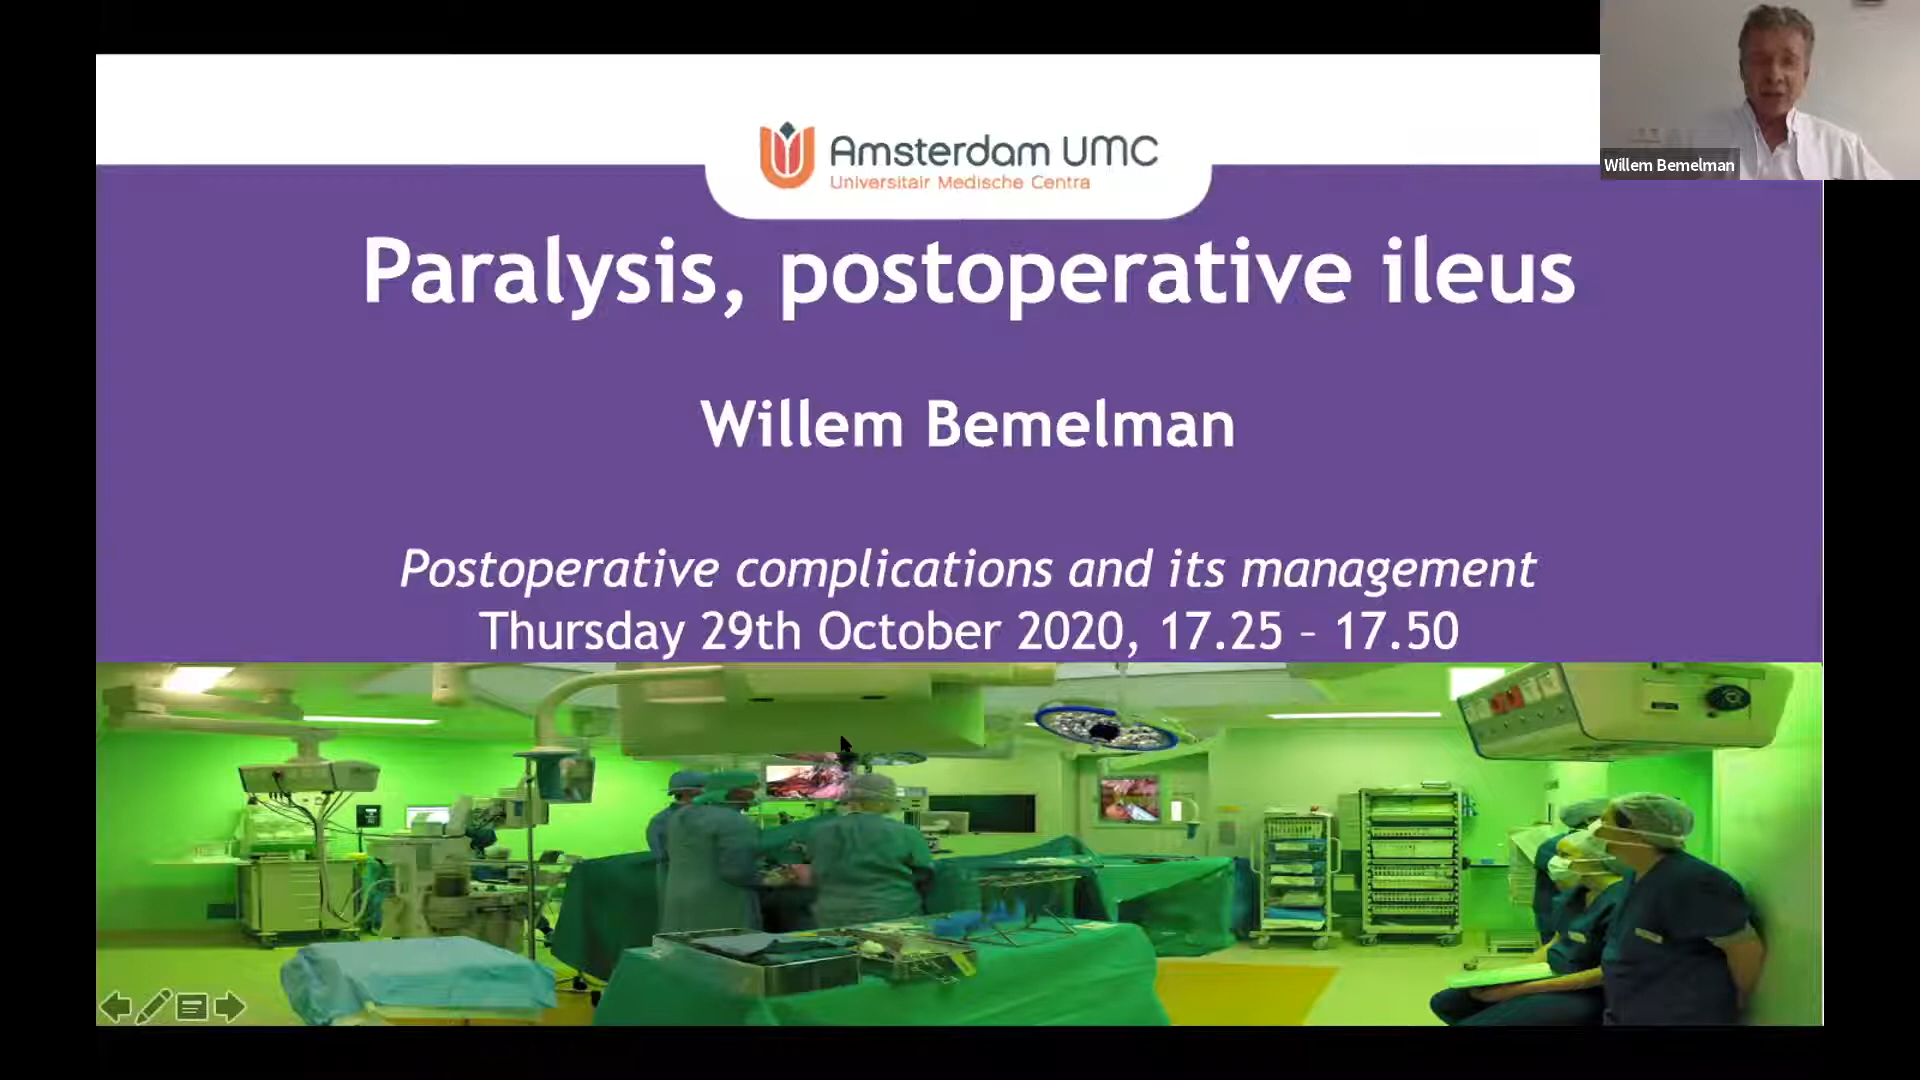 Amsterdam UMC
Universitair Medische Centra
Willem Bemelman
Paralysis, postoperative ileus
Willem Bemelman
Postoperative complications and its management
Thursday 29th October 2020, 17.25 – 17.50